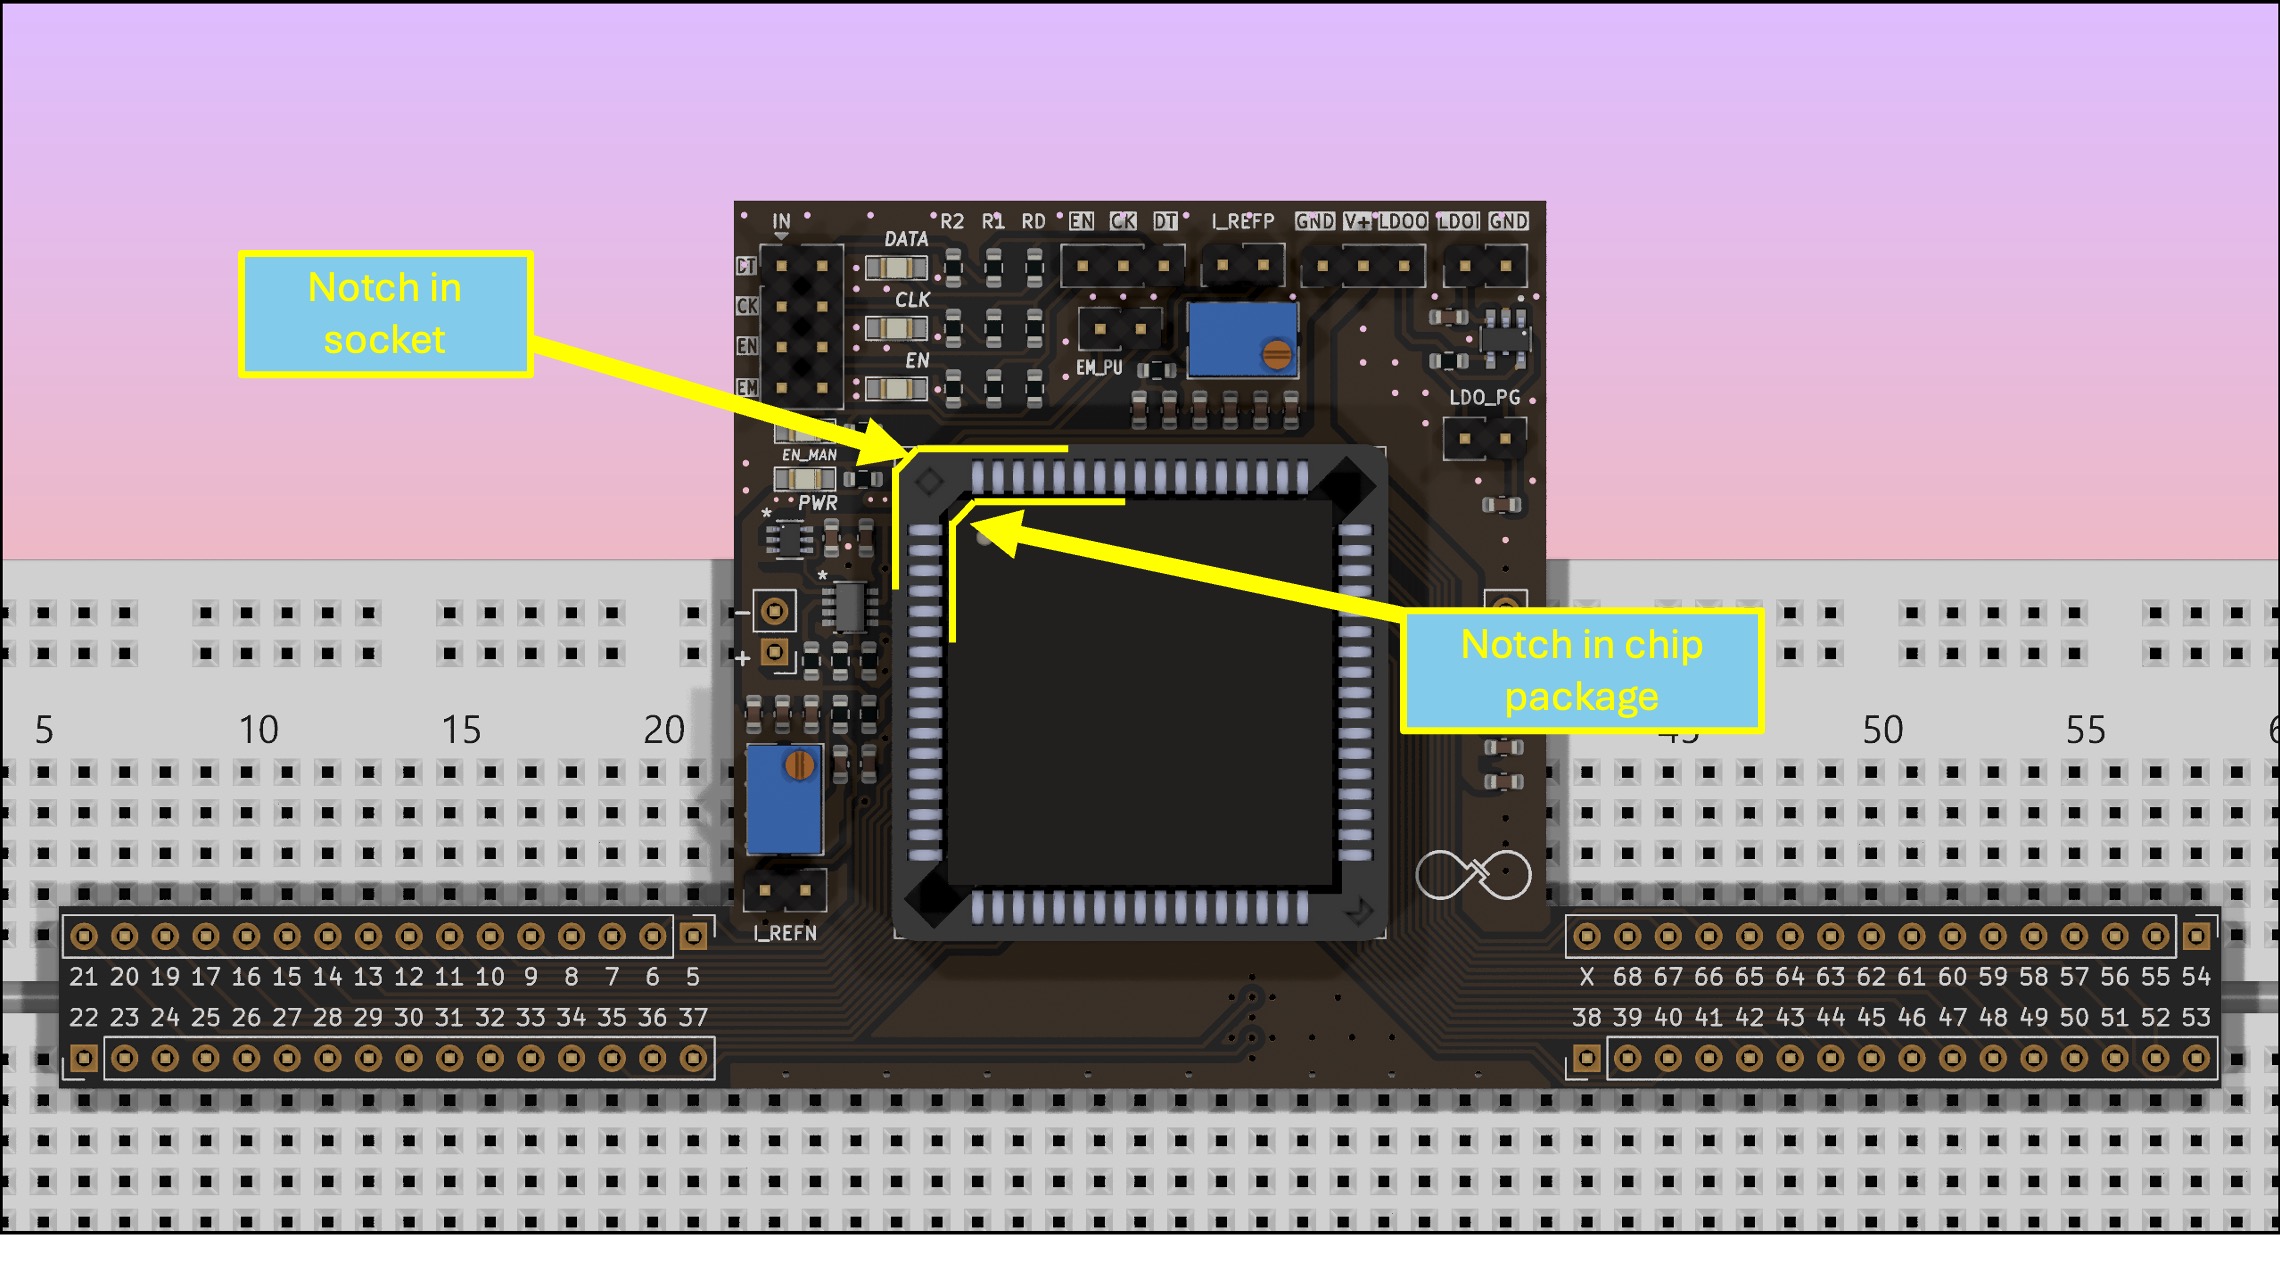 IN
R2 R1 RD EN CK DT I_REFP GND V+ LDOO LDOI GND
DATA
DT
Notch in
socket
CLK
CK
EN
EN
EM_PU
EM
LDO_PG
EN_MAN
PWR
*
*
-
+
Notch in chip
package
5 10 15 20 45 50 55 6
I_REFN
21 20 19 17 16 15 14 13 12 11 10 9 8 7 6 5
22 23 24 25 26 27 28 29 30 31 32 33 34 35 36 37
X 68 67 66 65 64 63 62 61 60 59 58 57 56 55 54
38 39 40 41 42 43 44 45 46 47 48 49 50 51 52 53